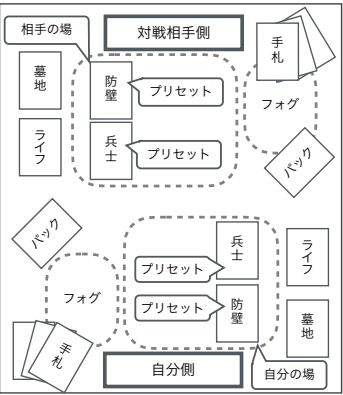 相手の場
対戦相手側
手札
墓地
防壁
プリセット
フォグ
ライフ
兵士
プリセット
パック
パック
兵士
ライフ
プリセット
フォグ
プリセット
防壁
墓地
手札
自分側
自分の場